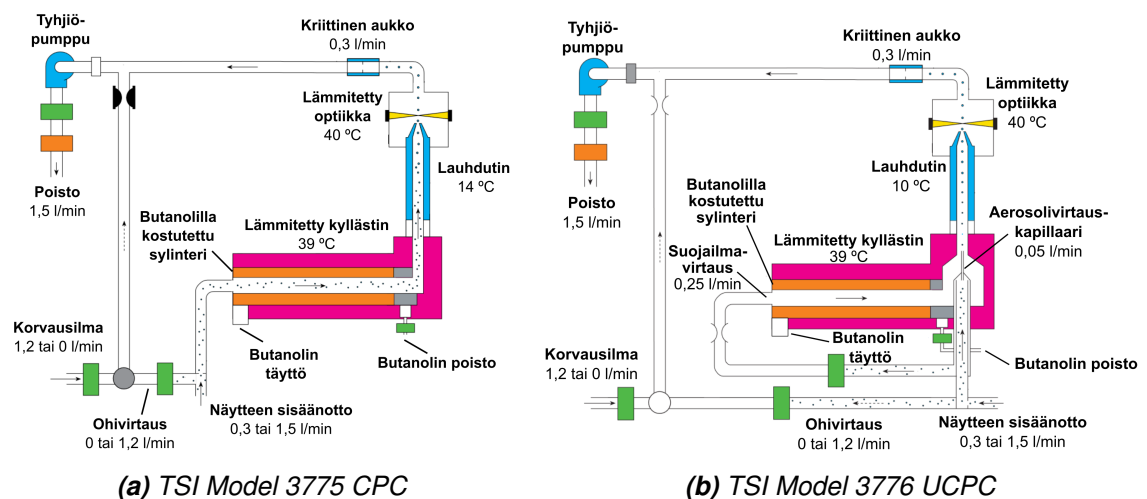 Tyhjiö-
pumppu
Kriittinen aukko
0,3 l/min
Lämmitetty
optiikka
40 ºC
Lauhdutin
14 ºC
Poisto
1,5 l/min
Butanolilla
kostutettu
sylinteri
Lämmitetty kyllästin
39 ºC
Korvausilma
1,2 tai 0 l/min
Butanolin
täyttö
Butanolin poisto
Ohivirtaus
0 tai 1,2 l/min
Näytteen sisäänotto
0,3 tai 1,5 l/min
(a) TSI Model 3775 CPC
Tyhjiö-
pumppu
Kriittinen aukko
0,3 l/min
Lämmitetty
optiikka
40 ºC
Lauhdutin
10 ºC
Poisto
1,5 l/min
Butanolilla
kostutettu
sylinteri
Aerosolivirtaus-
kapillaari
0,05 l/min
Lämmitetty kyllästin
39 ºC
Suojailma-
virtaus
0,25 l/min
Korvausilma
1,2 tai 0 l/min
Butanolin
täyttö
Butanolin poisto
Ohivirtaus
0 tai 1,2 l/min
Näytteen sisäänotto
0,3 tai 1,5 l/min
(b) TSI Model 3776 UCPC